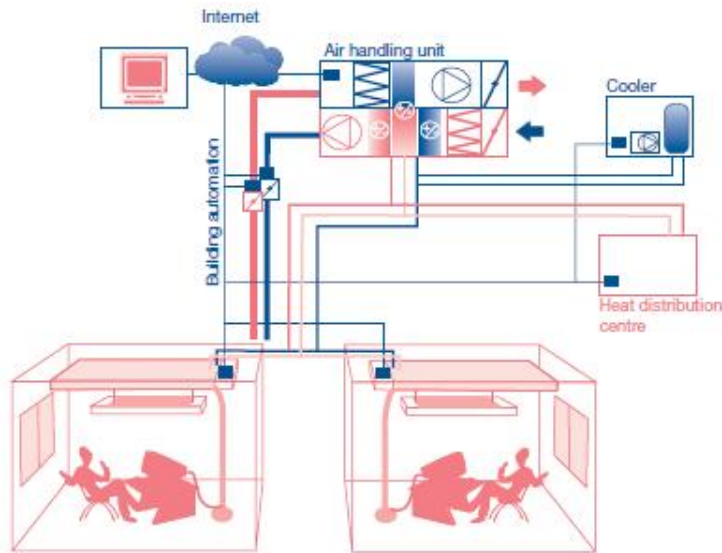 Internet
Air handling unit
Cooler
Building automation
Heat distribution
centre